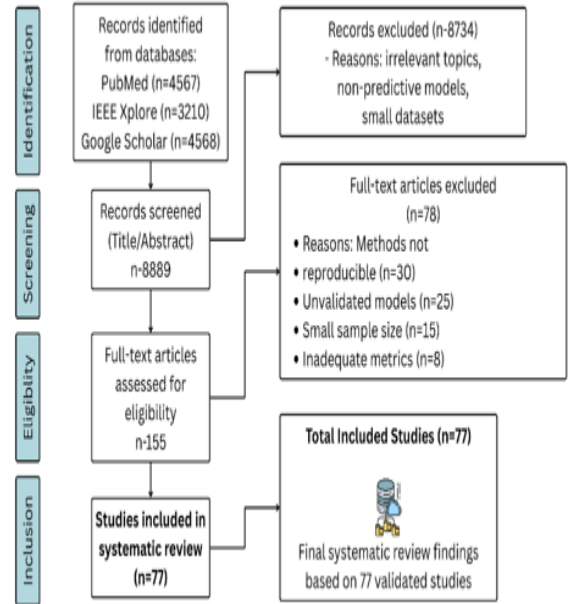 Identification
Records identified
from databases:
PubMed (n=4567)
IEEE Xplore (n=3210)
Google Scholar (n=4568)
Records excluded (n-8734)
- Reasons: irrelevant topics,
non-predictive models,
small datasets
Screening
Records screened
(Title/Abstract)
n-8889
Full-text articles excluded
(n=78)
• Reasons: Methods not
• reproducible (n=30)
• Unvalidated models (n=25)
• Small sample size (n=15)
• Inadequate metrics (n=8)
Eligiblity
Full-text articles
assessed for
eligibility
n-155
Total Included Studies (n=77)
Inclusion
Studies included in
systematic review
(n=77)
Final systematic review findings
based on 77 validated studies